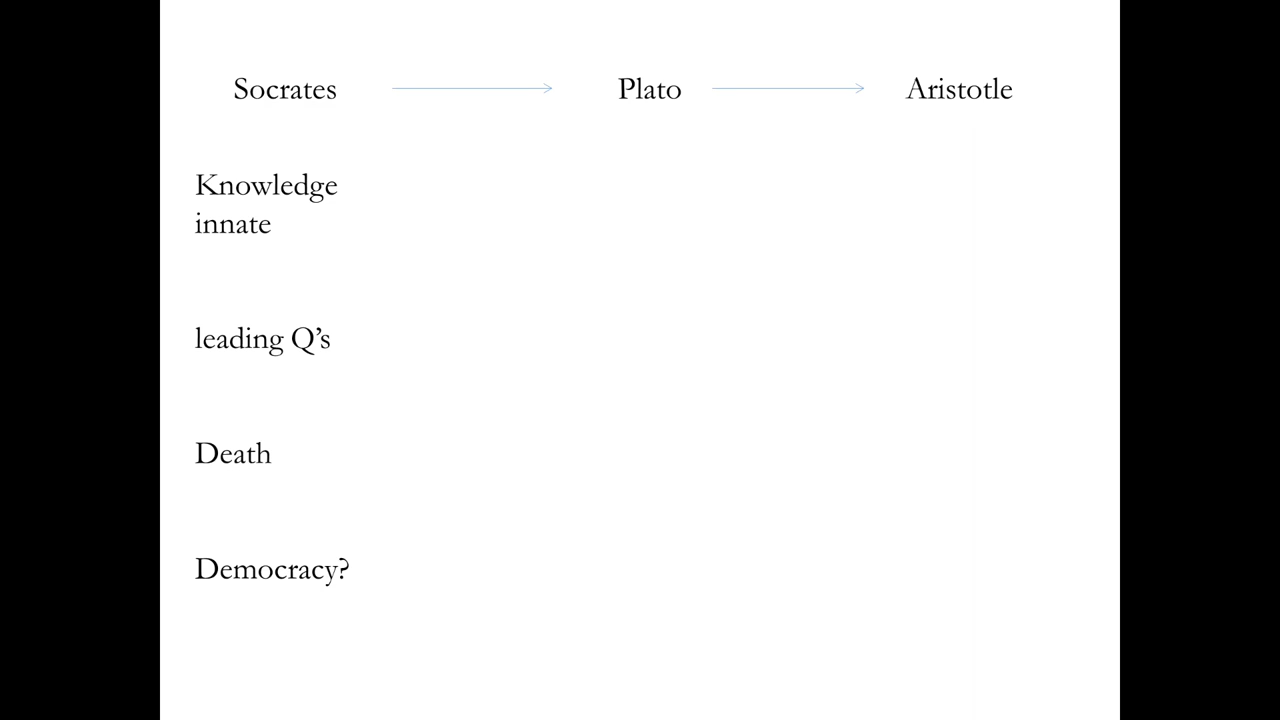 Socrates Plato Aristotle
Knowledge
innate
leading Q’s
Death
Democracy?